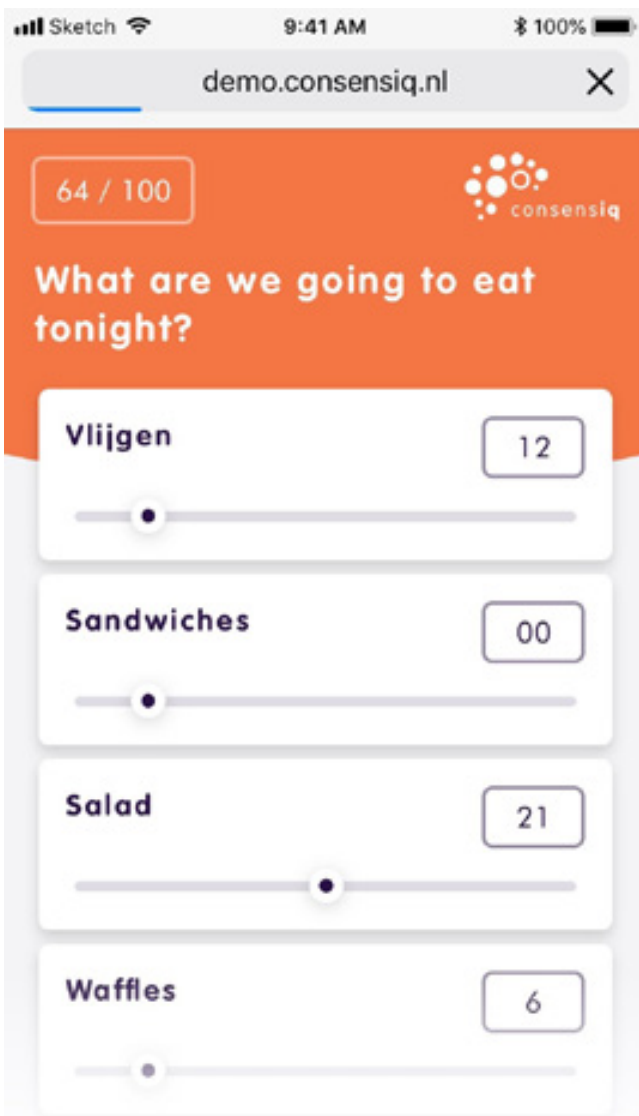 Sketch 9:41 AM 100%
demo.consensiq.nl
64 / 100
consensiq
What are we going to eat
tonight?
Vlijgen 12
Sandwiches 00
Salad 21
Waffles 6